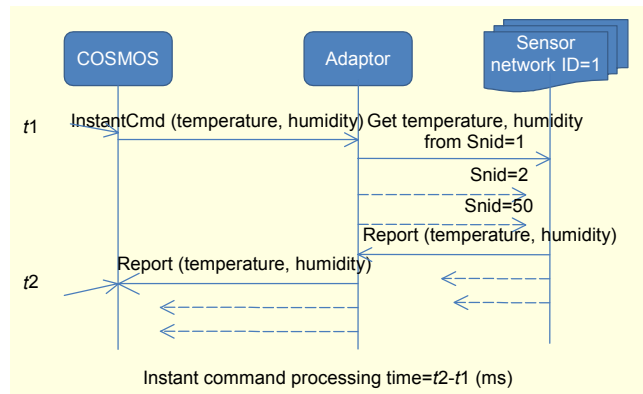 COSMOS
Adaptor
Sensor
network ID=1
t1
InstantCmd (temperature, humidity)
Get temperature, humidity
from Snid=1
Snid=2
Snid=50
Report (temperature, humidity)
Report (temperature, humidity)
t2
Instant command processing time=t2-t1 (ms)